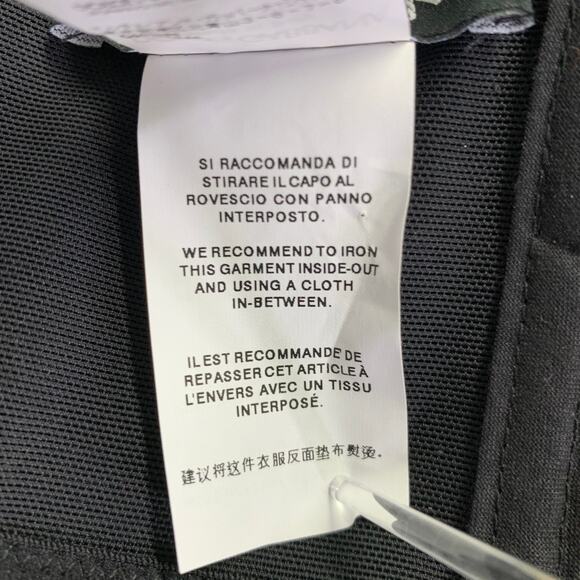 SI RACCOMANDA DI
STIRARE IL CAPO AL
ROVESCIO CON PANNO
INTERPOSTO.
WE RECOMMEND TO IRON
THIS GARMENT INSIDE-OUT
AND USING A CLOTH
IN-BETWEEN.
IL EST RECOMMANDÉ DE
REPASSER CET ARTICLE À
L'ENVERS AVEC UN TISSU
INTERPOSÉ.
建议将这件衣服反面垫布熨烫。